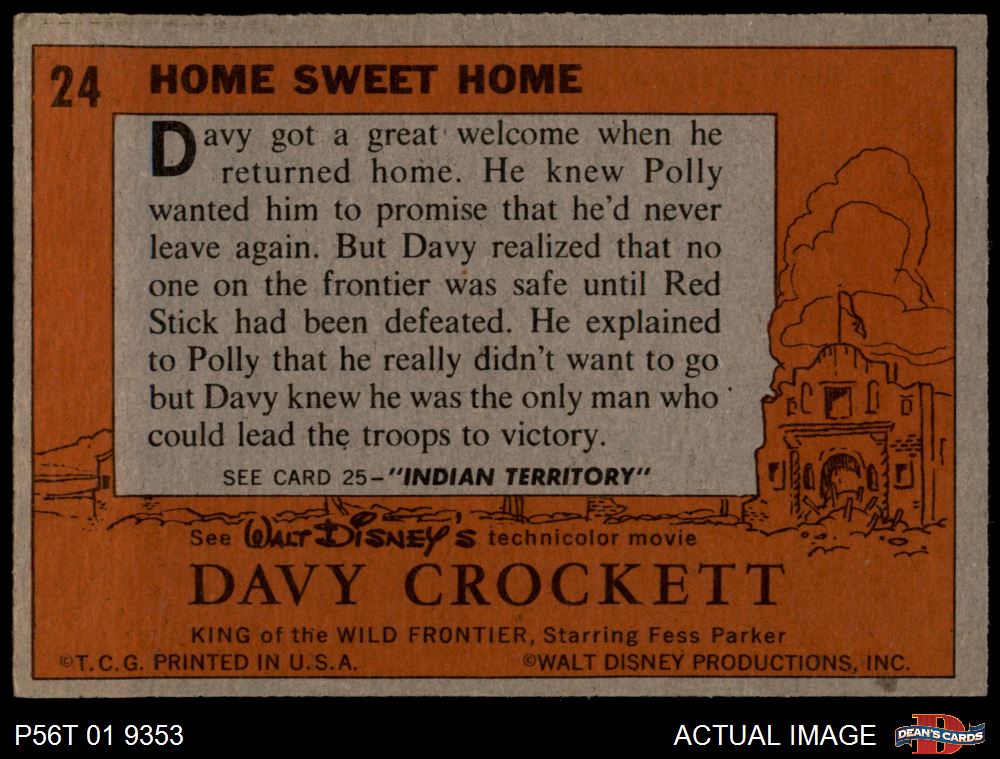 24 HOME SWEET HOME
Davy got a great welcome when he
returned home. He knew Polly
wanted him to promise that he'd never
leave again. But Davy realized that no
one on the frontier was safe until Red
Stick had been defeated. He explained
to Polly that he really didn't want to go
but Davy knew he was the only man who
could lead the troops to victory.
SEE CARD 25–"INDIAN TERRITORY"
See WALT DISNEY'S technicolor movie
DAVY CROCKETT
KING of the WILD FRONTIER, Starring Fess Parker
©T.C.G. PRINTED IN U.S.A. ©WALT DISNEY PRODUCTIONS, INC.
P56T 01 9353 ACTUAL IMAGE DEAN'S CARDS